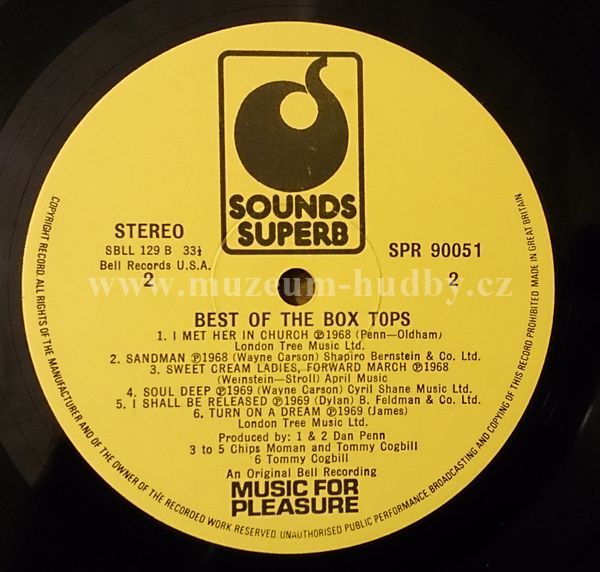 SOUNDS
SUPERB
STEREO
SBLL 129 B 33⅓
Bell Records U.S.A.
2
SPR 90051
2
www.muzeum-hudby.cz
BEST OF THE BOX TOPS
1. I MET HER IN CHURCH ℗1968 (Penn—Oldham)
London Tree Music Ltd.
2. SANDMAN ℗1968 (Wayne Carson) Shapiro Bernstein & Co. Ltd.
3. SWEET CREAM LADIES, FORWARD MARCH ℗1968
(Weinstein—Stroll) April Music
4. SOUL DEEP ℗1969 (Wayne Carson) Cyril Shane Music Ltd.
5. I SHALL BE RELEASED ℗1969 (Dylan) B. Feldman & Co. Ltd.
6. TURN ON A DREAM ℗1969 (James)
London Tree Music Ltd.
Produced by: 1 & 2 Dan Penn
3 to 5 Chips Moman and Tommy Cogbill
6 Tommy Cogbill
An Original Bell Recording
MUSIC FOR
PLEASURE
COPYRIGHT RECORD. ALL RIGHTS OF THE MANUFACTURER AND OF THE OWNER OF THE RECORDED WORK RESERVED. UNAUTHORISED PUBLIC PERFORMANCE BROADCASTING AND COPYING OF THIS RECORD PROHIBITED MADE IN GREAT BRITAIN